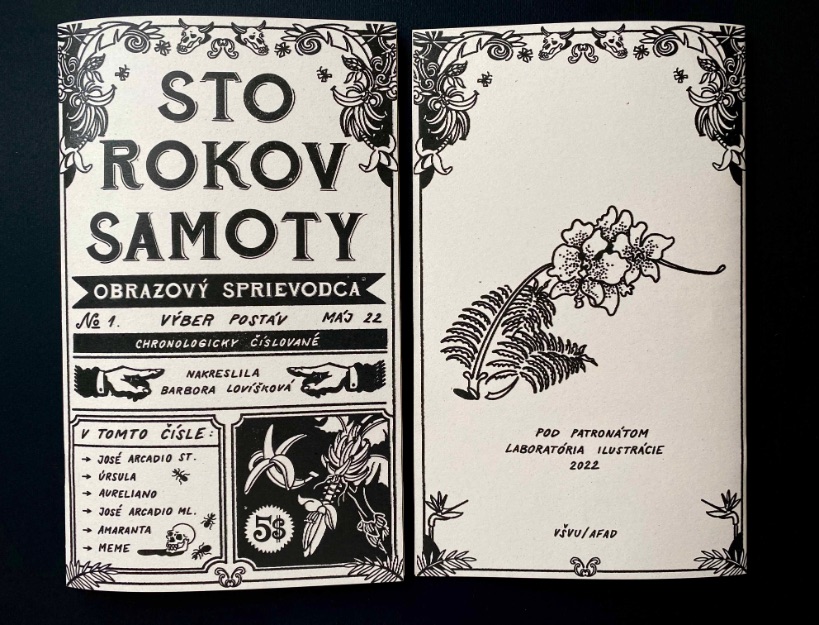 STO
ROKOV
SAMOTY
OBRAZOVÝ SPRIEVODCA
№ 1. VÝBER POSTÁV MÁJ 22
CHRONOLOGICKY ČÍSLOVANÉ
NAKRESLILA
BARBORA LOVÍŠKOVÁ
V TOMTO ČÍSLE:
→ JOSÉ ARCADIO ST.
→ ÚRSULA
→ AURELIANO
→ JOSÉ ARCADIO ML.
→ AMARANTA
→ MEME
5$
POD PATRONÁTOM
LABORATÓRIA ILUSTRÁCIE
2022
VŠVU/AFAD